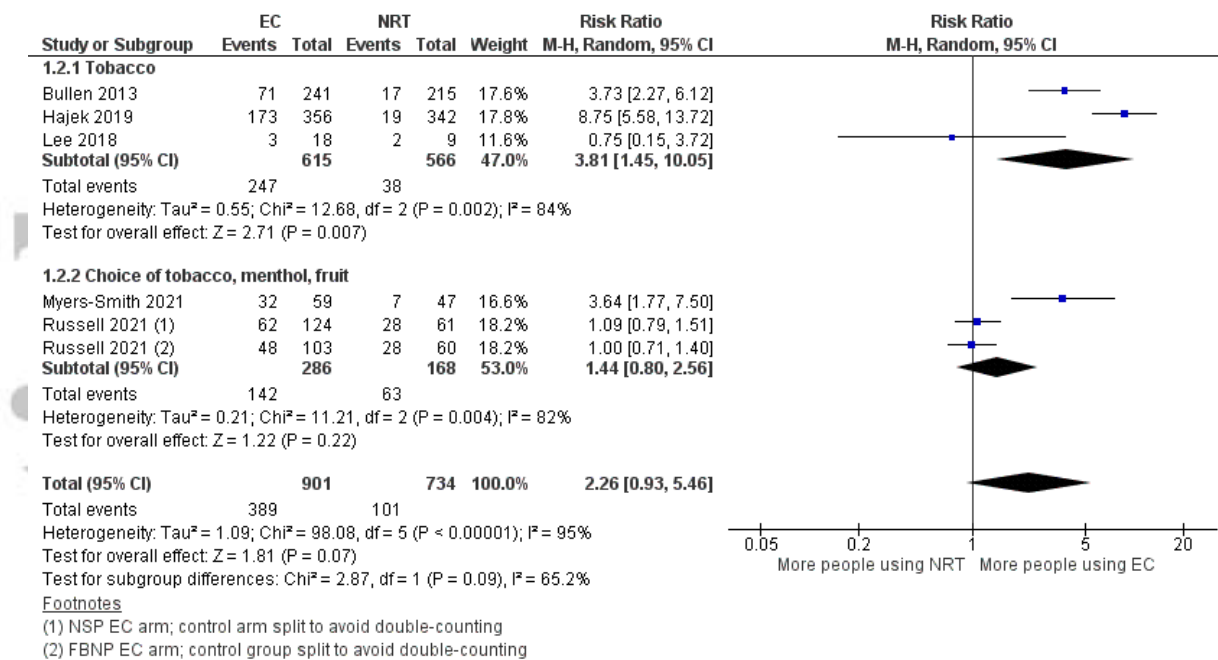 EC NRT Risk Ratio Risk Ratio
Study or Subgroup Events Total Events Total Weight M-H, Random, 95% CI M-H, Random, 95% CI
1.2.1 Tobacco
Bullen 2013 71 241 17 215 17.6% 3.73 [2.27, 6.12]
Hajek 2019 173 356 19 342 17.8% 8.75 [5.58, 13.72]
Lee 2018 3 18 2 9 11.6% 0.75 [0.15, 3.72]
Subtotal (95% CI) 615 566 47.0% 3.81 [1.45, 10.05]
Total events 247 38
Heterogeneity: Tau² = 0.55; Chi² = 12.68, df = 2 (P = 0.002); I² = 84%
Test for overall effect: Z = 2.71 (P = 0.007)
1.2.2 Choice of tobacco, menthol, fruit
Myers-Smith 2021 32 59 7 47 16.6% 3.64 [1.77, 7.50]
Russell 2021 (1) 62 124 28 61 18.2% 1.09 [0.79, 1.51]
Russell 2021 (2) 48 103 28 60 18.2% 1.00 [0.71, 1.40]
Subtotal (95% CI) 286 168 53.0% 1.44 [0.80, 2.56]
Total events 142 63
Heterogeneity: Tau² = 0.21; Chi² = 11.21, df = 2 (P = 0.004); I² = 82%
Test for overall effect: Z = 1.22 (P = 0.22)
Total (95% CI) 901 734 100.0% 2.26 [0.93, 5.46]
Total events 389 101
Heterogeneity: Tau² = 1.09; Chi² = 98.08, df = 5 (P < 0.00001); I² = 95%
Test for overall effect: Z = 1.81 (P = 0.07)
Test for subgroup differences: Chi² = 2.87, df = 1 (P = 0.09), I² = 65.2%
0.05 0.2 1 5 20
More people using NRT More people using EC
Footnotes
(1) NSP EC arm; control arm split to avoid double-counting
(2) FBNP EC arm; control group split to avoid double-counting